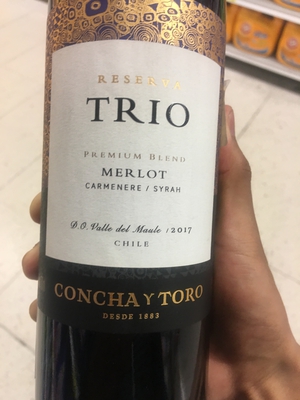 RESERVA
TRIO
PREMIUM BLEND
MERLOT
CARMENERE / SYRAH
D.O. Valle del Maule / 2017
CHILE
CONCHA Y TORO
DESDE 1883